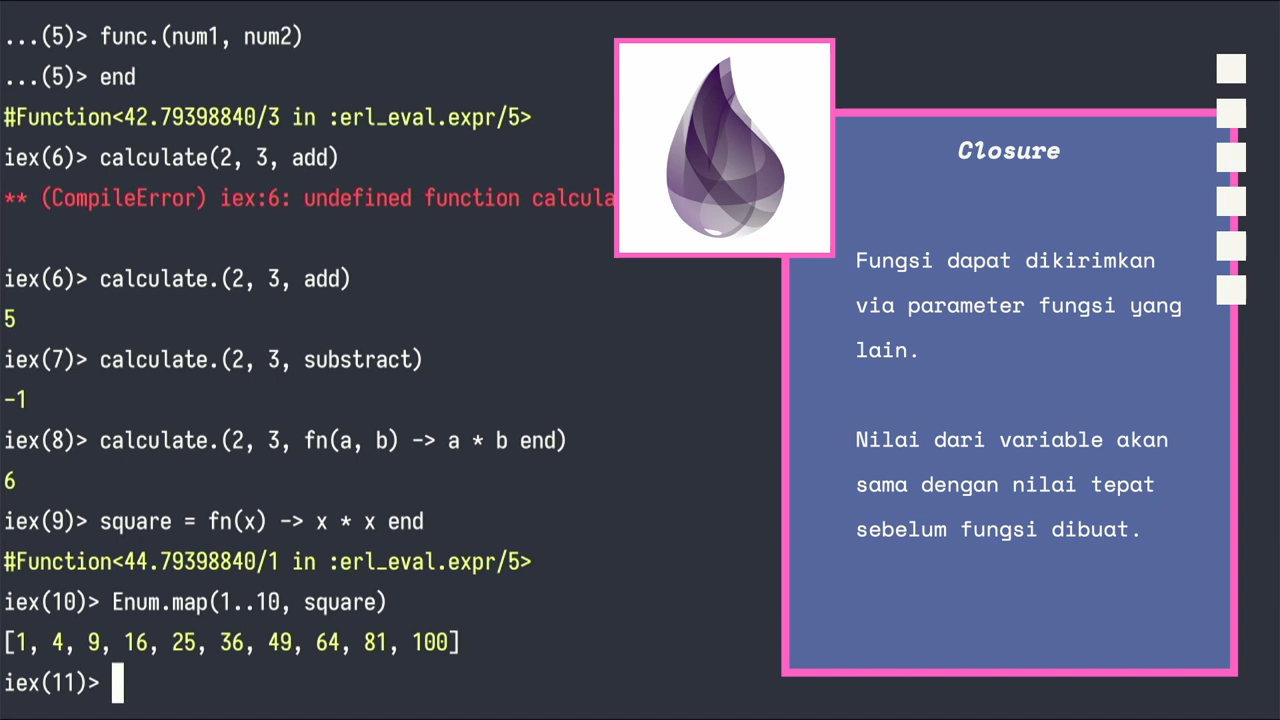 ...(5)> func.(num1, num2)
...(5)> end
#Function<42.79398840/3 in :erl_eval.expr/5>
iex(6)> calculate(2, 3, add)
** (CompileError) iex:6: undefined function
iex(6)> calculate.(2, 3, add)
5
iex(7)> calculate.(2, 3, substract)
-1
iex(8)> calculate.(2, 3, fn(a, b) -> a * b end)
6
iex(9)> square = fn(x) -> x * x end
#Function<44.79398840/1 in :erl_eval.expr/5>
iex(10)> Enum.map(1..10, square)
[1, 4, 9, 16, 25, 36, 49, 64, 81, 100]
iex(11)>
Closure
Fungsi dapat dikirimkan
via parameter fungsi yang
lain.
Nilai dari variable akan
sama dengan nilai tepat
sebelum fungsi dibuat.